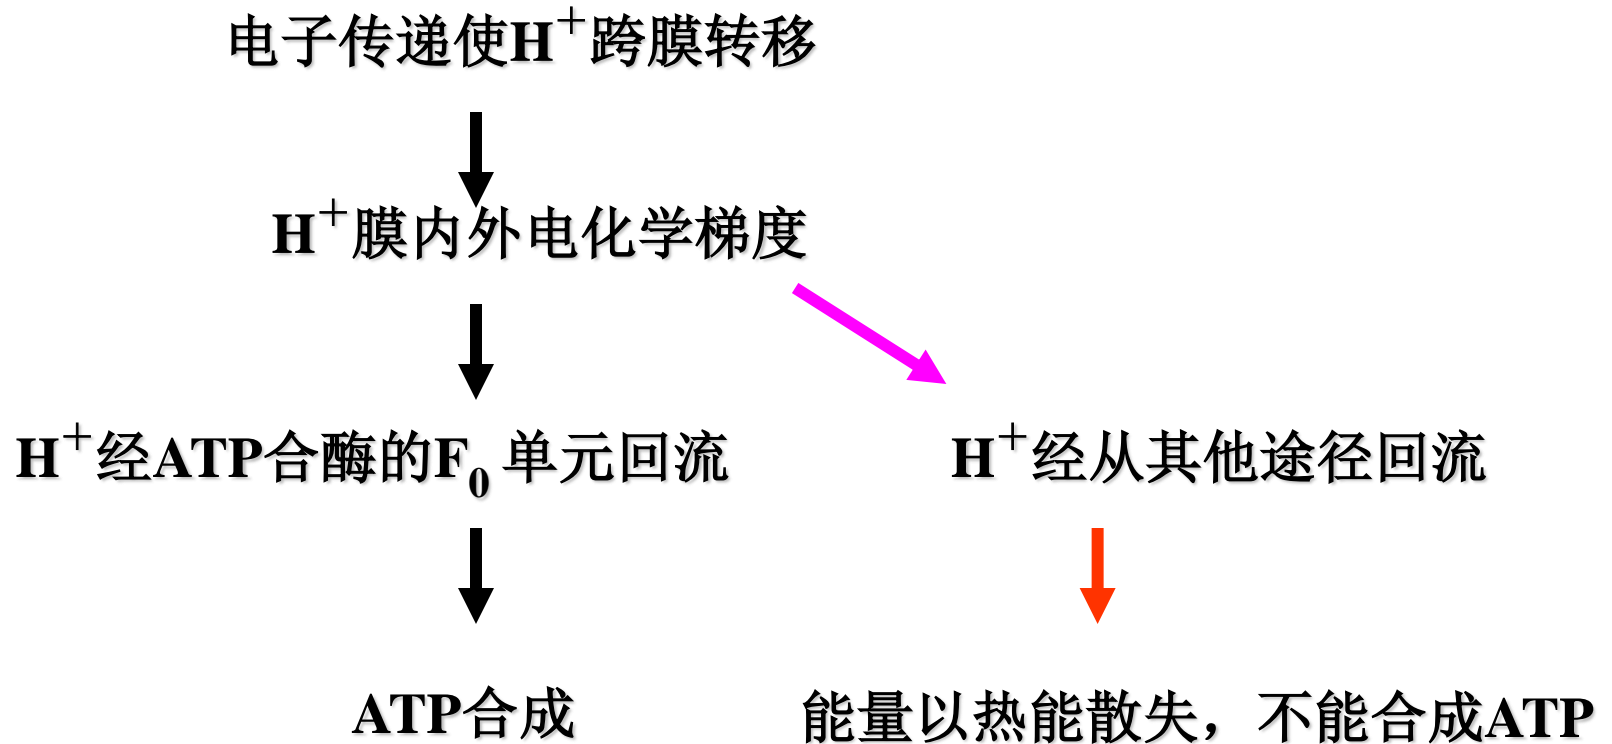 电子传递使H⁺跨膜转移
H⁺膜内外电化学梯度
H⁺经ATP合酶的F₀单元回流
H⁺经从其他途径回流
ATP合成
能量以热能散失，不能合成ATP